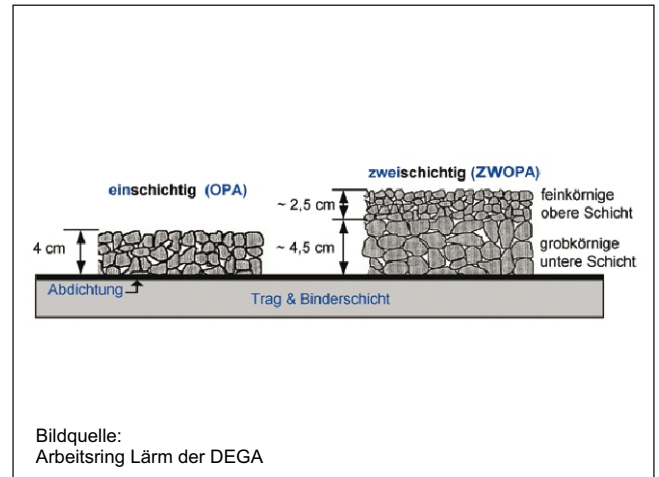 einschichtig (OPA)
4 cm
zweischichtig (ZWOPA)
~ 2,5 cm
~ 4,5 cm
feinkörnige
obere Schicht
grobkörnige
untere Schicht
Abdichtung
Trag & Binderschicht
Bildquelle:
Arbeitsring Lärm der DEGA